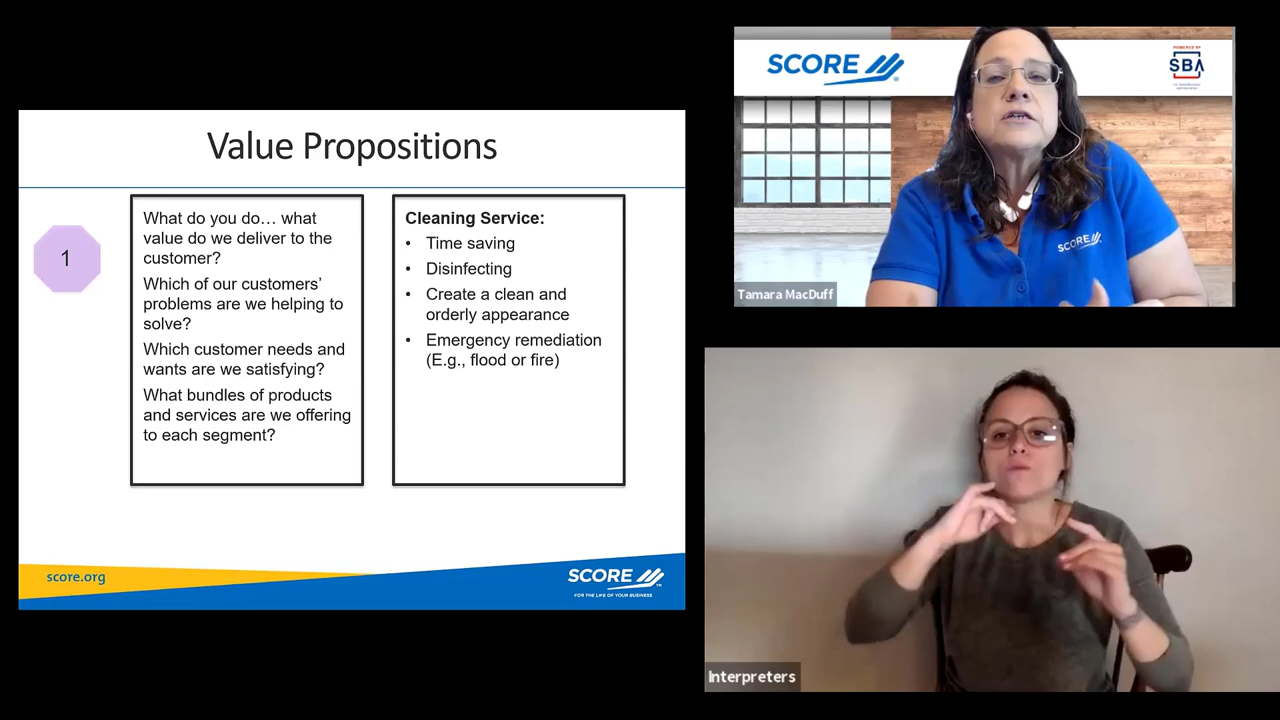 Value Propositions
1
What do you do… what
value do we deliver to the
customer?
Which of our customers’
problems are we helping to
solve?
Which customer needs and
wants are we satisfying?
What bundles of products
and services are we offering
to each segment?
Cleaning Service:
• Time saving
• Disinfecting
• Create a clean and
orderly appearance
• Emergency remediation
(E.g., flood or fire)
score.org
SCORE
FOR THE LIFE OF YOUR BUSINESS
SCORE
POWERED BY
SBA
SCORE
Tamara MacDuff
Interpreters